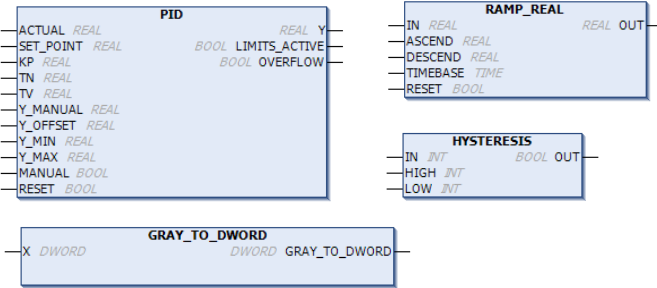 PID
ACTUAL REAL REAL Y
SET_POINT REAL BOOL LIMITS_ACTIVE
KP REAL BOOL OVERFLOW
TN REAL
TV REAL
Y_MANUAL REAL
Y_OFFSET REAL
Y_MIN REAL
Y_MAX REAL
MANUAL BOOL
RESET BOOL
RAMP_REAL
IN REAL REAL OUT
ASCEND REAL
DESCEND REAL
TIMEBASE TIME
RESET BOOL
HYSTERESIS
IN INT BOOL OUT
HIGH INT
LOW INT
GRAY_TO_DWORD
X DWORD DWORD GRAY_TO_DWORD